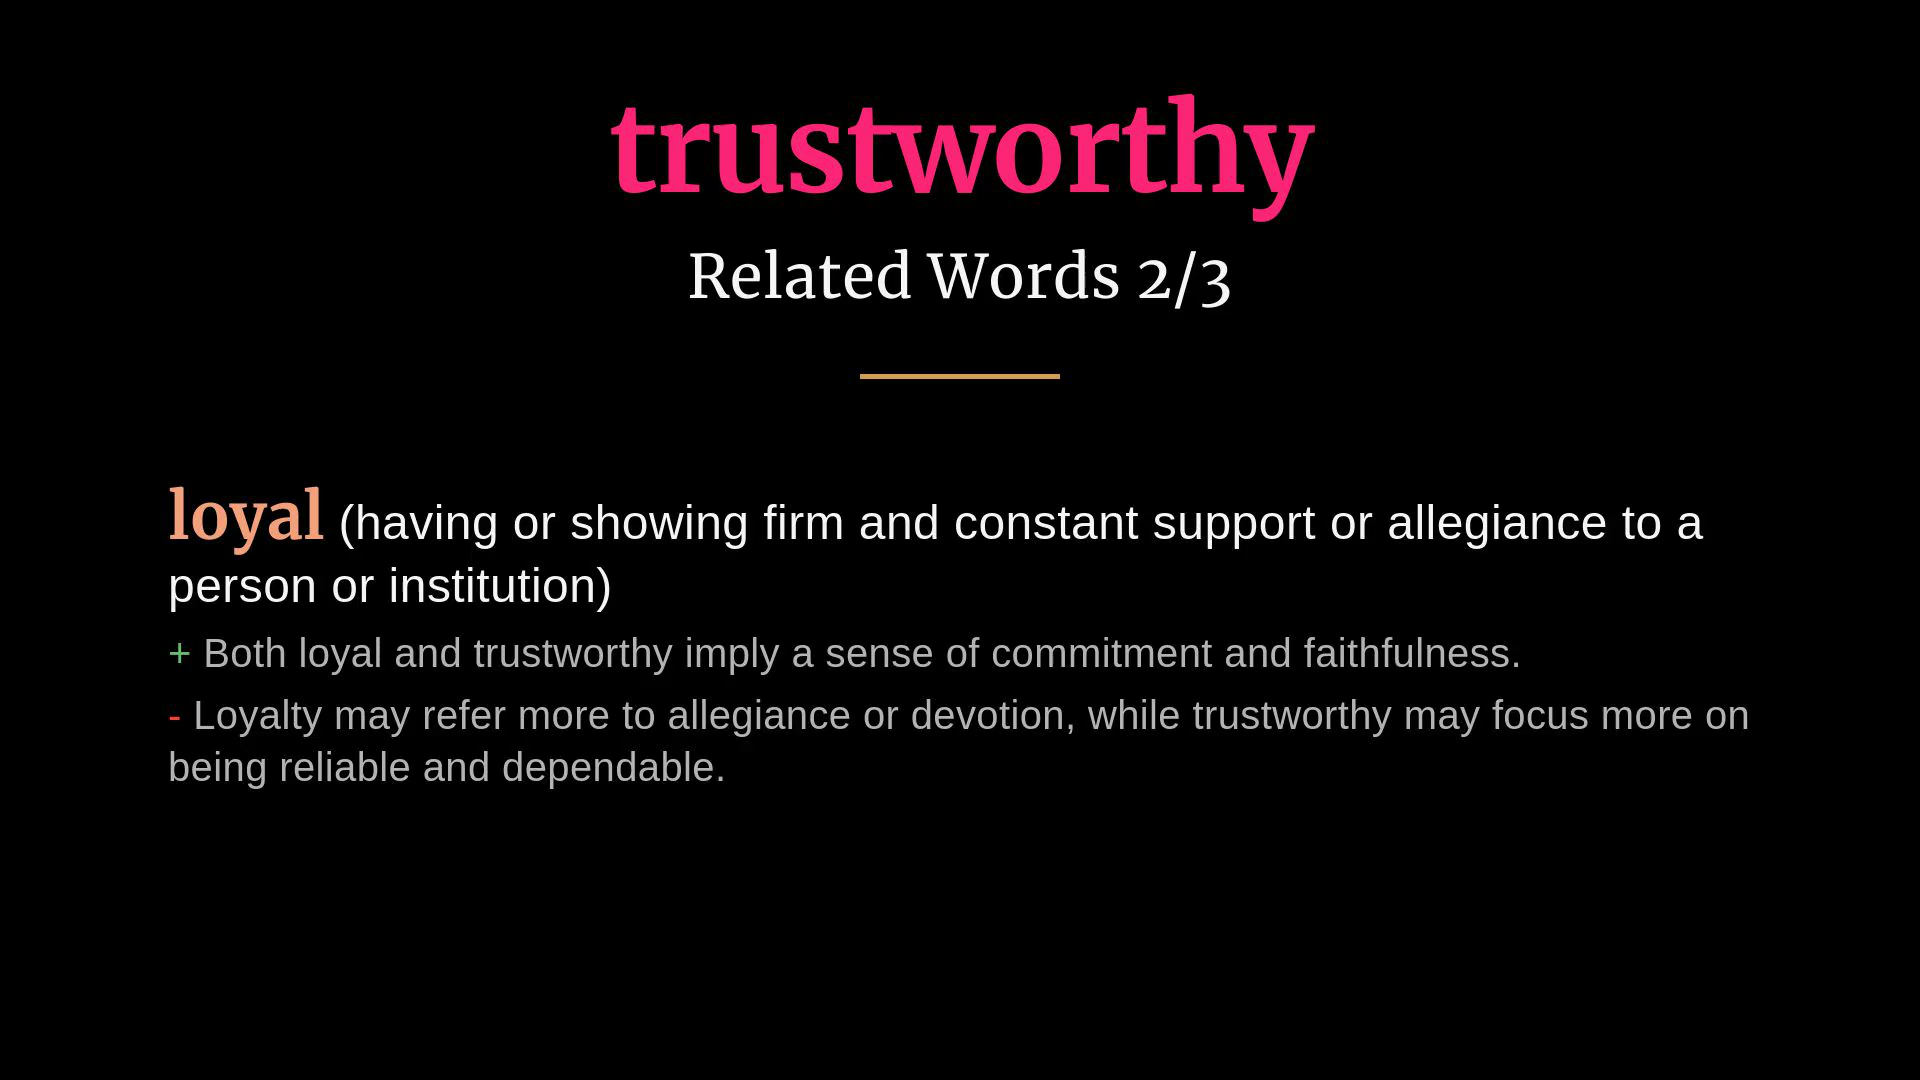 trustworthy
Related Words 2/3
loyal (having or showing firm and constant support or allegiance to a
person or institution)
+ Both loyal and trustworthy imply a sense of commitment and faithfulness.
- Loyalty may refer more to allegiance or devotion, while trustworthy may focus more on
being reliable and dependable.